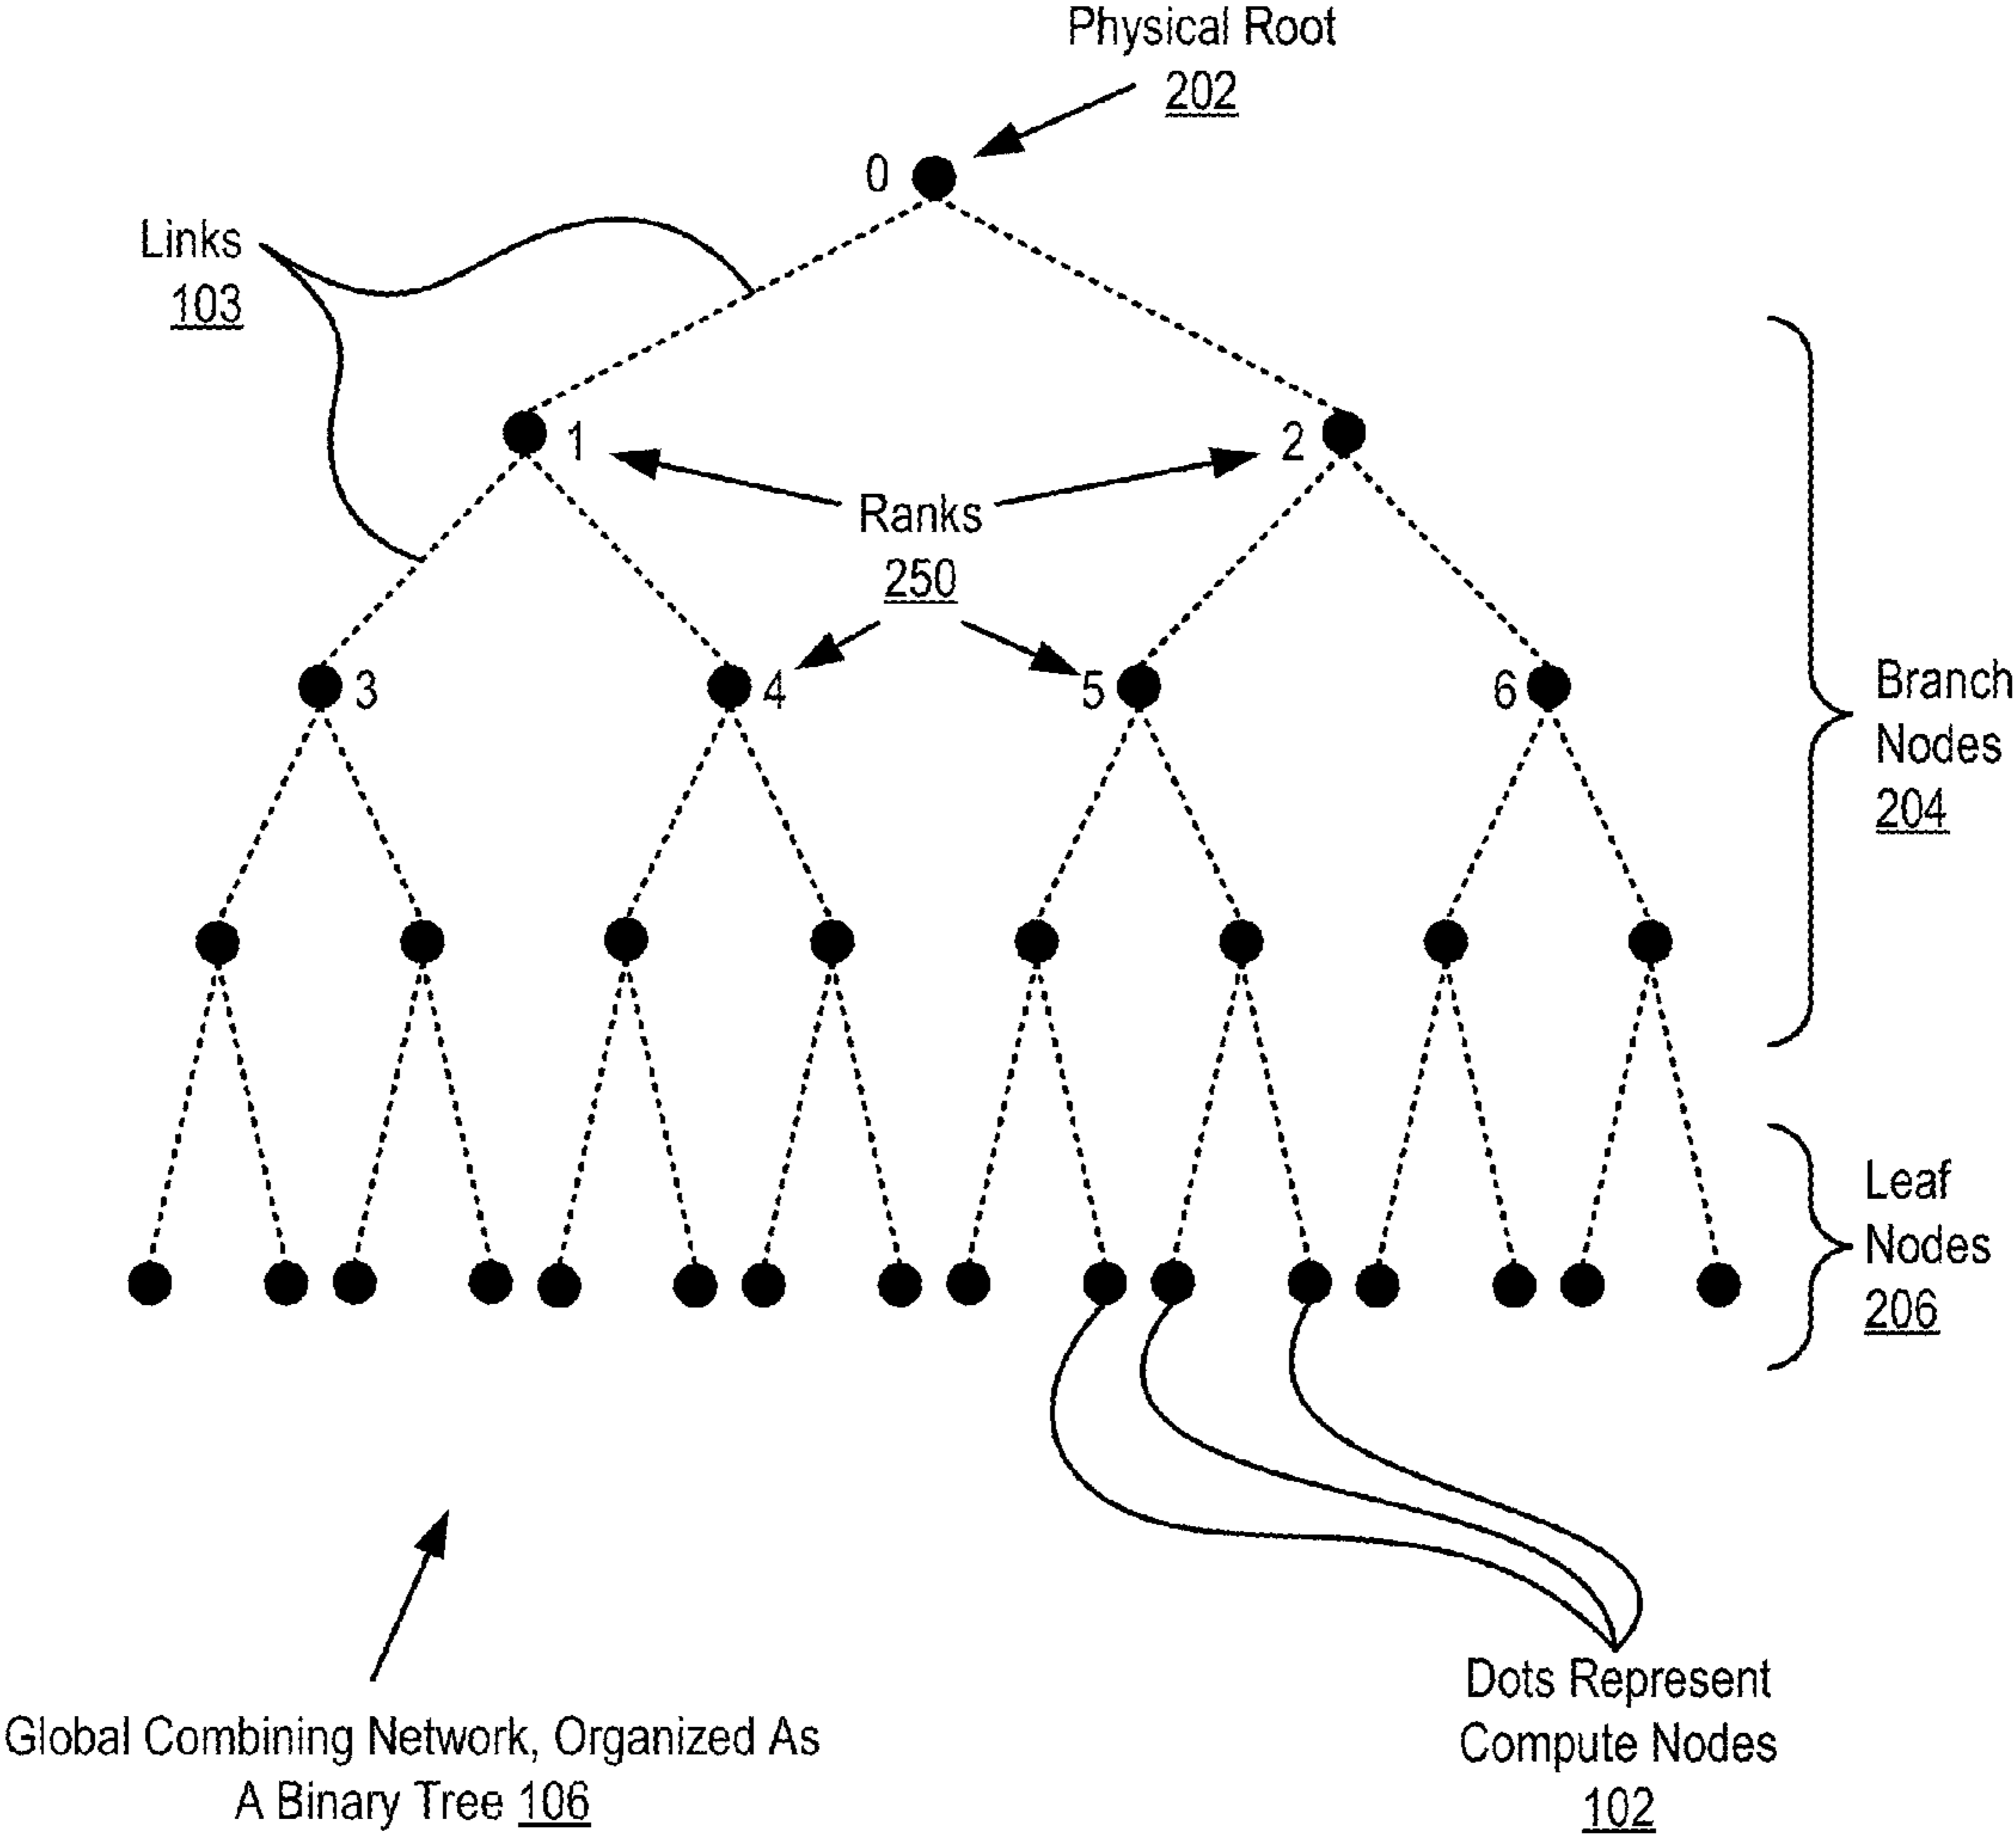 Physical Root
202
0
Links
103
1
2
Ranks
250
3
4
5
6
Branch
Nodes
204
Leaf
Nodes
206
Global Combining Network, Organized As
A Binary Tree 106
Dots Represent
Compute Nodes
102